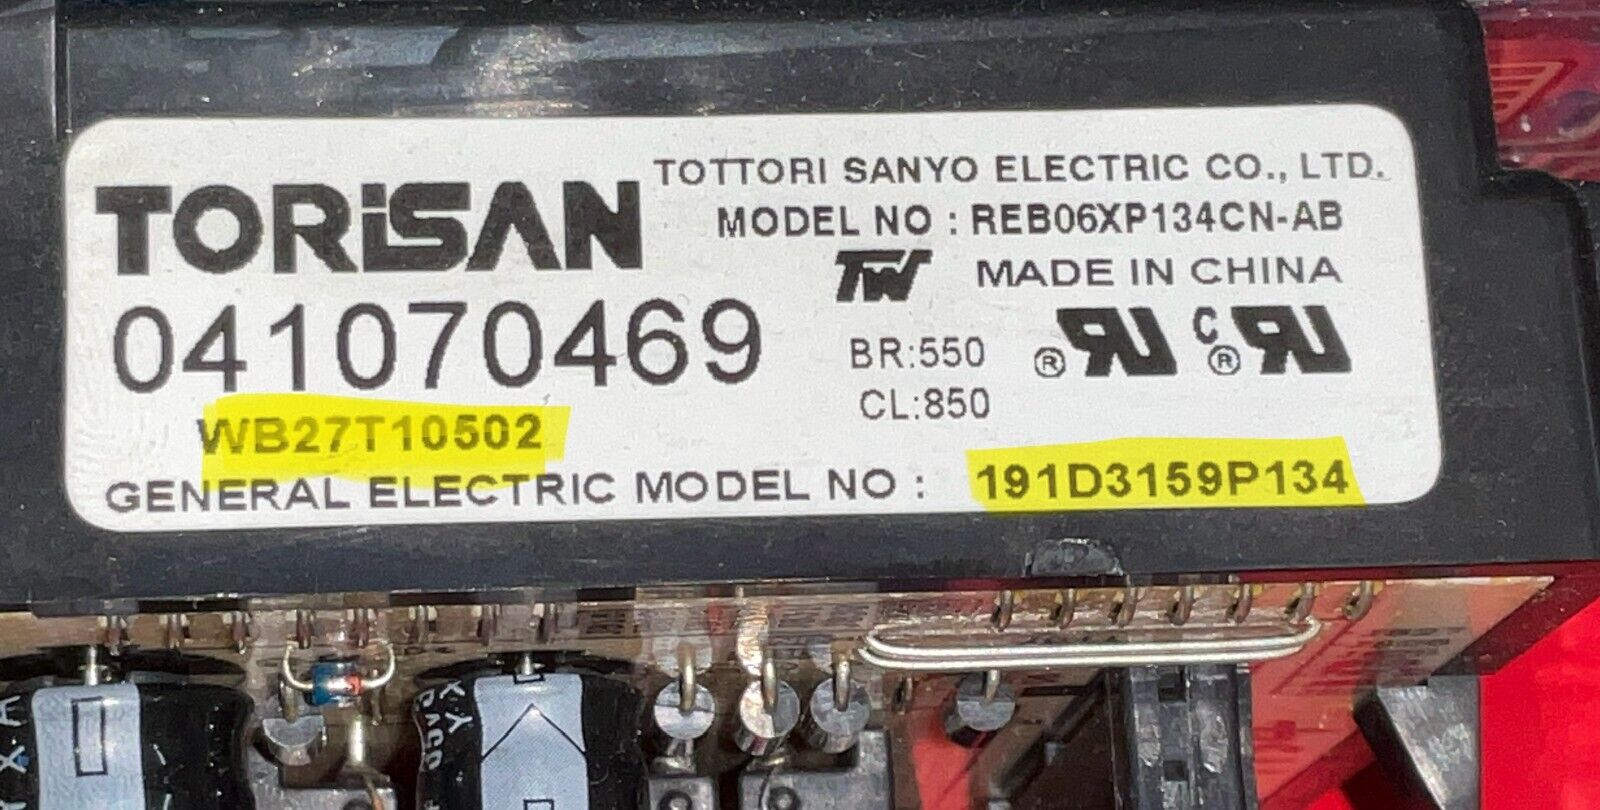 TORiSAN
TOTTORI SANYO ELECTRIC CO., LTD.
MODEL NO : REB06XP134CN-AB
MADE IN CHINA
041070469
BR:550
CL:850
WB27T10502
GENERAL ELECTRIC MODEL NO : 191D3159P134